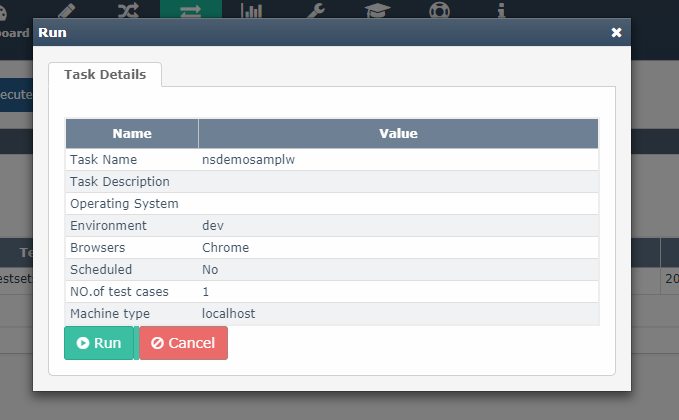 board
Run
Task Details
ecute
Name Value
Task Name nsdemosamplw
Task Description
Operating System
Environment dev
Browsers Chrome
Scheduled No
NO.of test cases 1
Machine type localhost
Te
estset
20
Run Cancel